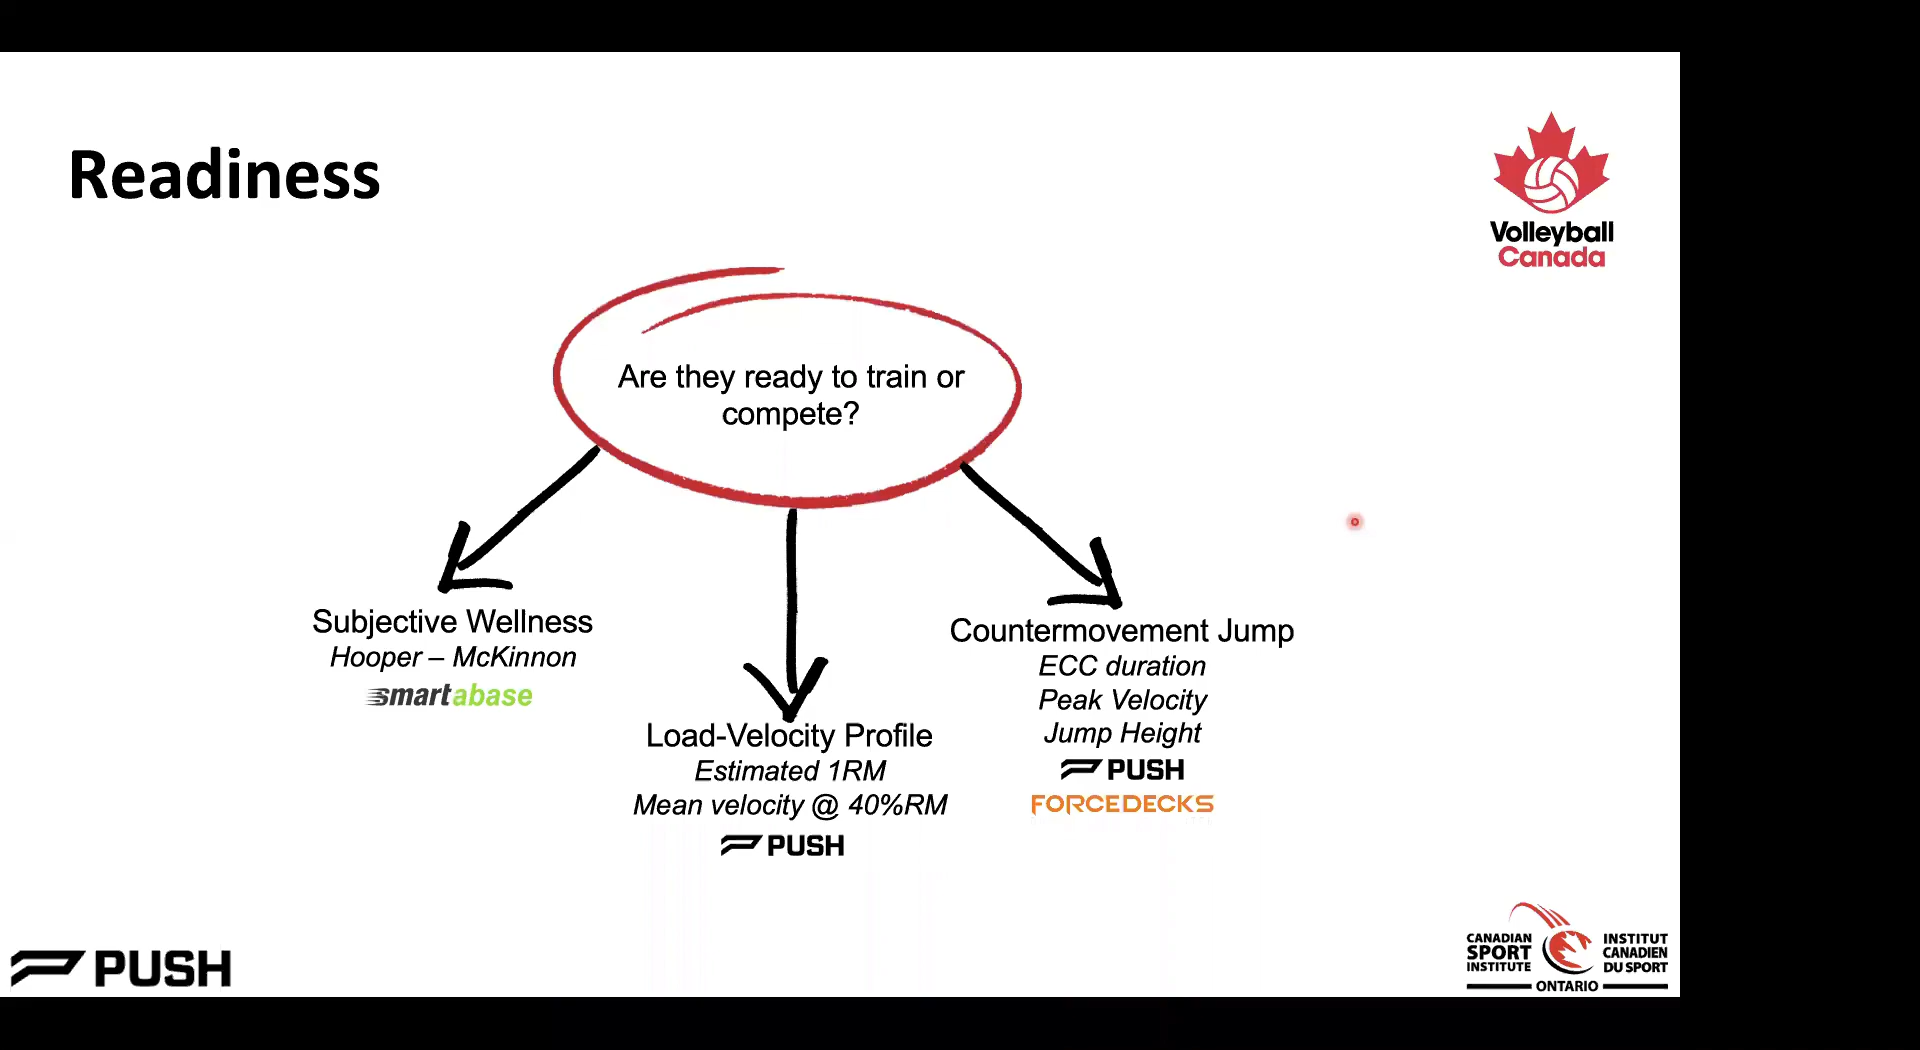 Readiness
Volleyball
Canada
Are they ready to train or
compete?
Subjective Wellness
Hooper – McKinnon
smartabase
Load-Velocity Profile
Estimated 1RM
Mean velocity @ 40%RM
PUSH
Countermovement Jump
ECC duration
Peak Velocity
Jump Height
PUSH
FORCEDECKS
PUSH
CANADIAN
SPORT
INSTITUTE
INSTITUT
CANADIEN
DU SPORT
ONTARIO